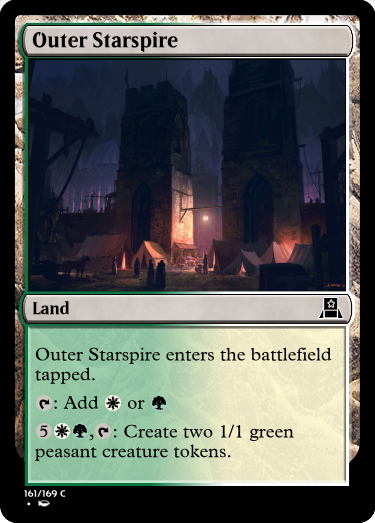 Outer Starspire
Land
Outer Starspire enters the battlefield
tapped.
: Add or
5 , : Create two 1/1 green
peasant creature tokens.
161/169 C